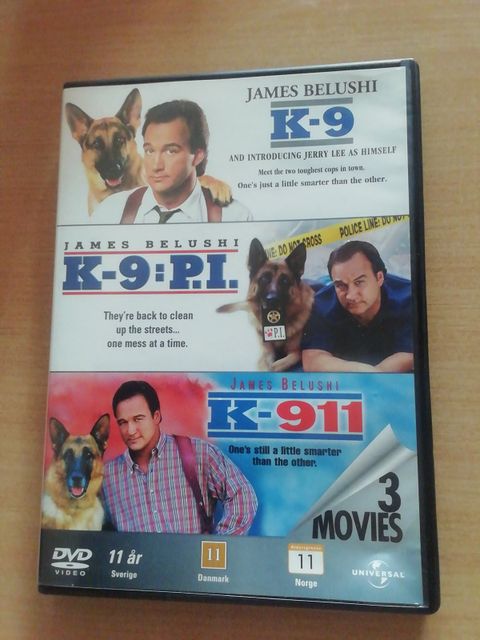 JAMES BELUSHI
K-9
AND INTRODUCING JERRY LEE AS HIMSELF
Meet the two toughest cops in town.
One's just a little smarter than the other.
JAMES BELUSHI
K-9:P.I.
They're back to clean
up the streets...
one mess at a time.
NE: DO NOT CROSS
POLICE LINE: DO NOT
P.I.
JAMES BELUSHI
K-911
One's still a little smarter
than the other.
3
MOVIES
DVD
VIDEO
11 år
Sverige
11
Danmark
11
Norge
UNIVERSAL